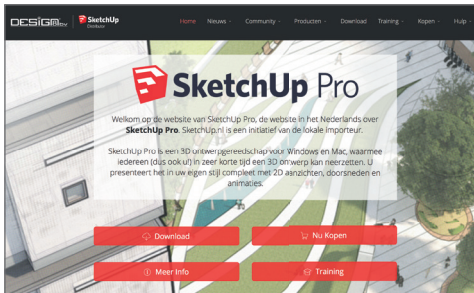 DESIGN SketchUp
Distributor
Home Nieuws Community Producten Download Training Kopen Hulp
SketchUp Pro
Welkom op de website van SketchUp Pro, de website in het Nederlands over
SketchUp Pro. SketchUp.nl is een initiatief van de lokale importeur.
SketchUp Pro is een 3D ontwerpgereedschap voor Windows en Mac, waarmee
iedereen (dus ook u!) in zeer korte tijd een 3D ontwerp kan neerzetten. U
presenteert het in uw eigen stijl compleet met 2D aanzichten, doorsneden en
animaties.
Download Nu Kopen
Meer Info Training